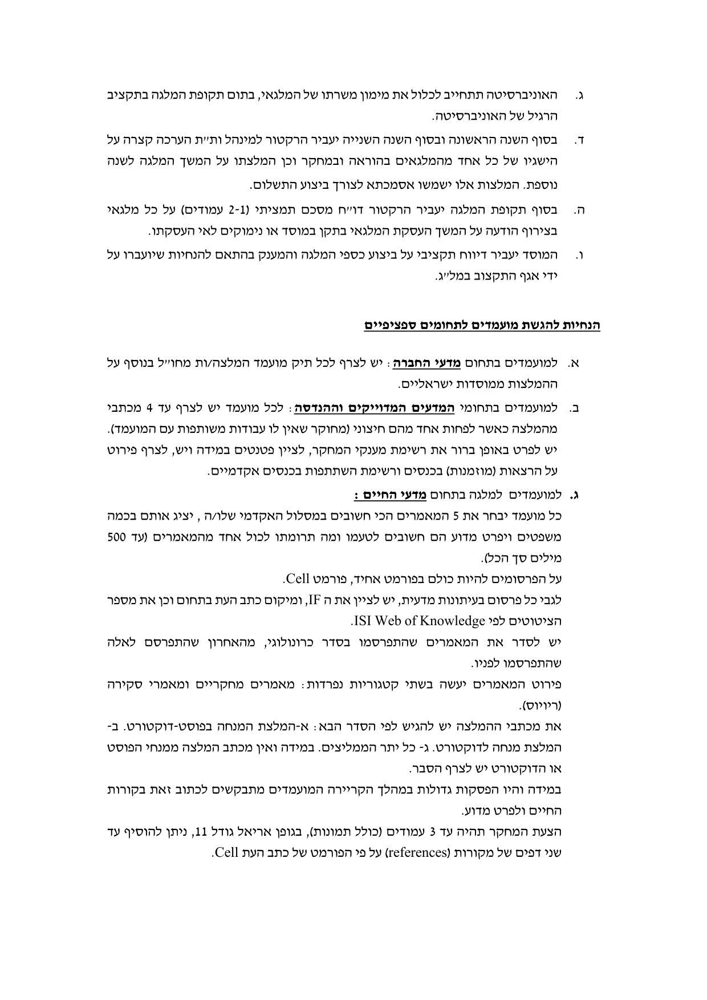 ג. האוניברסיטה תתחייב לכלול את מימון משרתו של המלגאי, בתום תקופת המלגה בתקציב
הרגיל של האוניברסיטה.
ד. בסוף השנה הראשונה ובסוף השנה השנייה יעביר הרקטור למינהל ות״ת הערכה קצרה על
הישגיו של כל אחד מהמלגאים בהוראה ובמחקר וכן המלצתו על המשך המלגה לשנה
נוספת. המלצות אלו ישמשו אסמכתא לצורך ביצוע התשלום.
ה. בסוף תקופת המלגה יעביר הרקטור דו״ח מסכם תמציתי (2-1 עמודים) על כל מלגאי
בצירוף הודעה על המשך העסקת המלגאי בתקן במוסד או נימוקים לאי העסקתו.
ו. המוסד יעביר דיווח תקציבי על ביצוע כספי המלגה והמענק בהתאם להנחיות שיועברו על
ידי אגף התקצוב במל״ג.
הנחיות להגשת מועמדים לתחומים ספציפיים
א. למועמדים בתחום מדעי החברה: יש לצרף לכל תיק מועמד המלצה/ות מחו״ל בנוסף על
ההמלצות ממוסדות ישראליים.
ב. למועמדים בתחומי המדעים המדוייקים וההנדסה: לכל מועמד יש לצרף עד 4 מכתבי
מהמלצה כאשר לפחות אחד מהם חיצוני (מחוקר שאין לו עבודות משותפות עם המועמד).
יש לפרט באופן ברור את רשימת מענקי המחקר, לציין פטנטים במידה ויש, לצרף פירוט
על הרצאות (מוזמנות) בכנסים ורשימת השתתפות בכנסים אקדמיים.
ג. למועמדים למלגה בתחום מדעי החיים:
כל מועמד יבחר את 5 המאמרים הכי חשובים במסלול האקדמי שלו/ה , יציג אותם בכמה
משפטים ויפרט מדוע הם חשובים לטעמו ומה תרומתו לכול אחד מהמאמרים (עד 500
מילים סך הכל).
על הפרסומים להיות כולם בפורמט אחיד, פורמט Cell.
לגבי כל פרסום בעיתונות מדעית, יש לציין את ה IF, ומיקום כתב העת בתחום וכן את מספר
הציטוטים לפי ISI Web of Knowledge.
יש לסדר את המאמרים שהתפרסמו בסדר כרונולוגי, מהאחרון שהתפרסם לאלה
שהתפרסמו לפניו.
פירוט המאמרים יעשה בשתי קטגוריות נפרדות: מאמרים מחקריים ומאמרי סקירה
(ריויוס).
את מכתבי ההמלצה יש להגיש לפי הסדר הבא: א-המלצת המנחה בפוסט-דוקטורט. ב-
המלצת מנחה לדוקטורט. ג- כל יתר הממליצים. במידה ואין מכתב המלצה ממנחי הפוסט
או הדוקטורט יש לצרף הסבר.
במידה והיו הפסקות גדולות במהלך הקריירה המועמדים מתבקשים לכתוב זאת בקורות
החיים ולפרט מדוע.
הצעת המחקר תהיה עד 3 עמודים (כולל תמונות), בגופן אריאל גודל 11, ניתן להוסיף עד
שני דפים של מקורות (references) על פי הפורמט של כתב העת Cell.